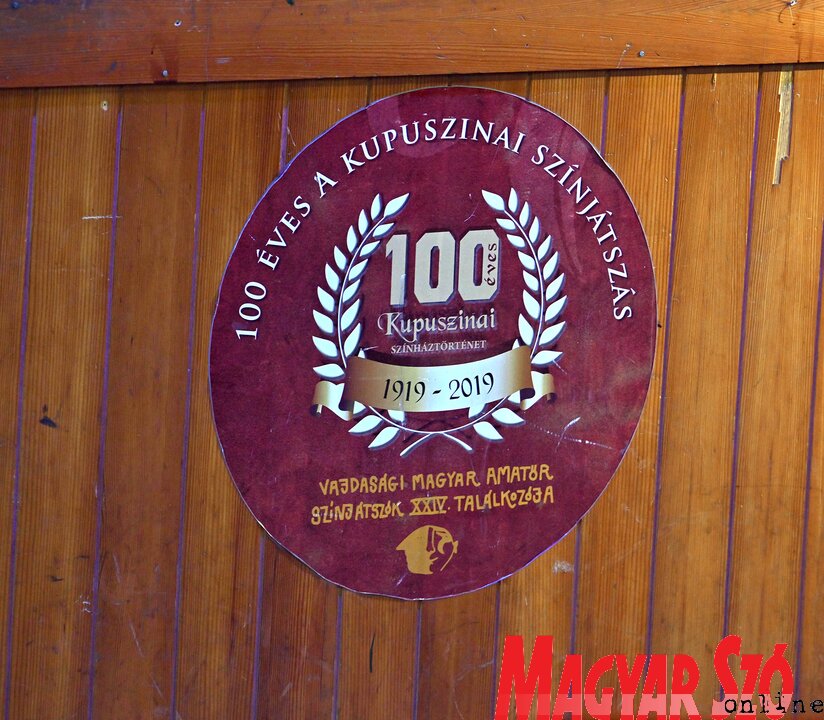 100 ÉVES A KUPUSZINAI SZÍNJÁTSZÁS
100 éves
Kupuszinai
SZÍNHÁZTÖRTÉNET
1919 - 2019
VAJDASÁGI MAGYAR AMATŐR
SZÍNJÁTSZÓK XXIV. TALÁLKOZÓJA
MAGYAR SZÓ
online